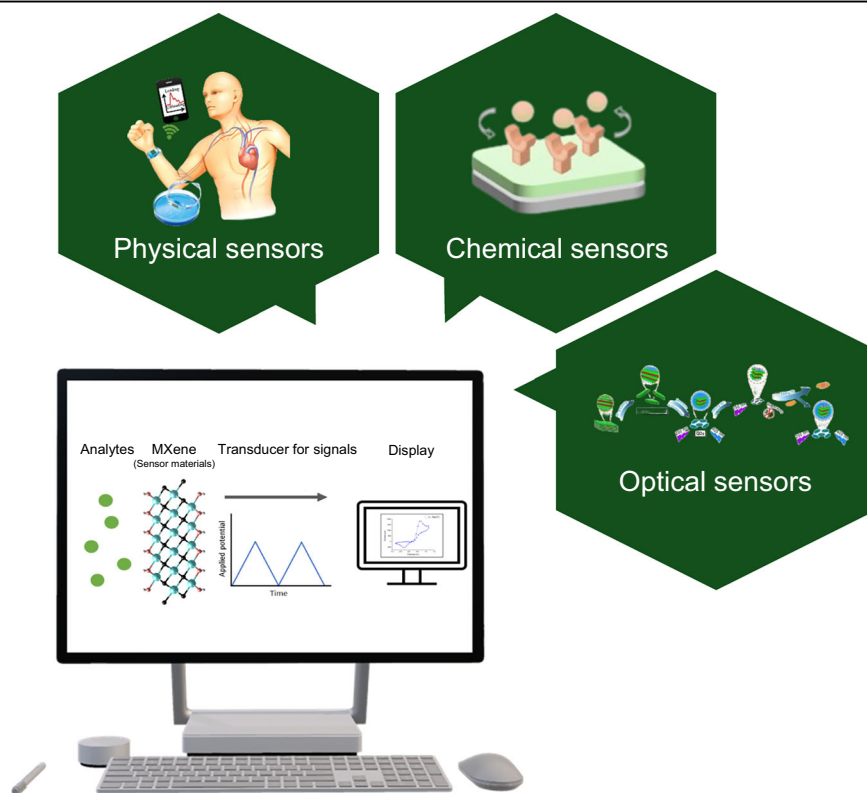 Physical sensors
Chemical sensors
Optical sensors
Analytes
MXene
(Sensor materials)
Transducer for signals
Display
Applied potential
Time